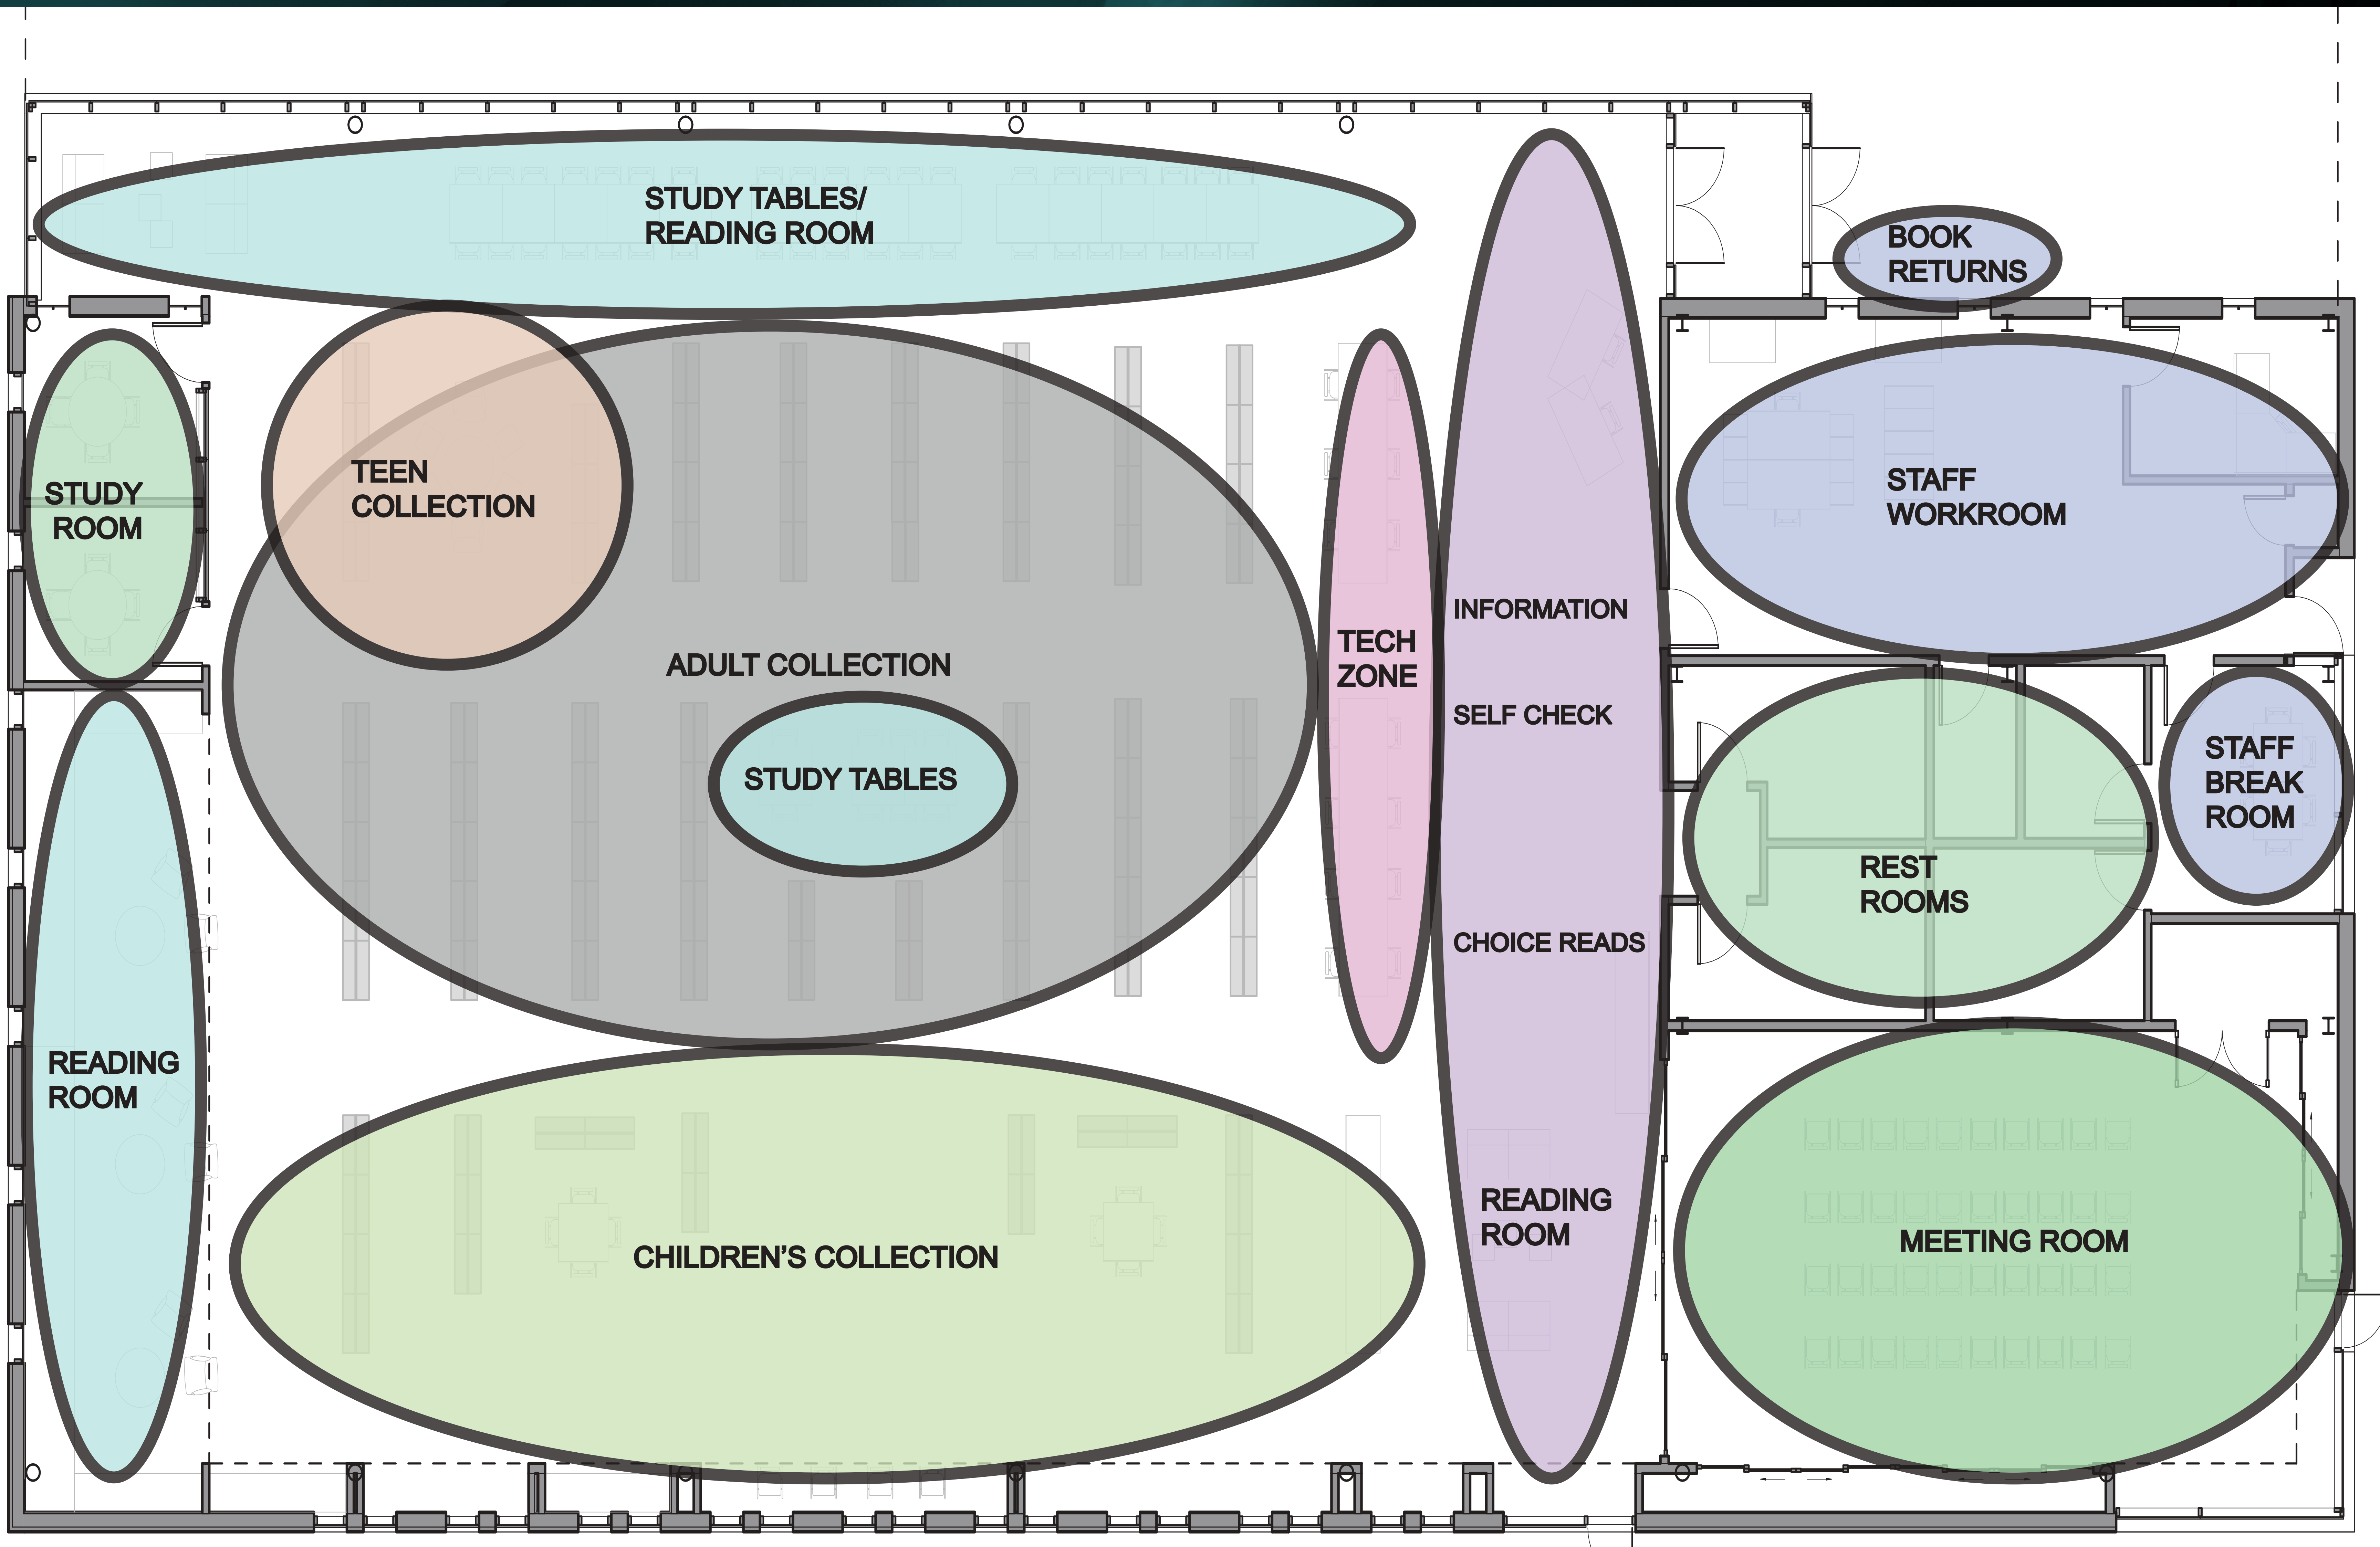 STUDY TABLES/
READING ROOM
BOOK
RETURNS
TEEN
COLLECTION
STUDY
ROOM
STAFF
WORKROOM
INFORMATION
TECH
ZONE
ADULT COLLECTION
SELF CHECK
STUDY TABLES
STAFF
BREAK
ROOM
REST
ROOMS
CHOICE READS
READING
ROOM
READING
ROOM
CHILDREN'S COLLECTION
MEETING ROOM